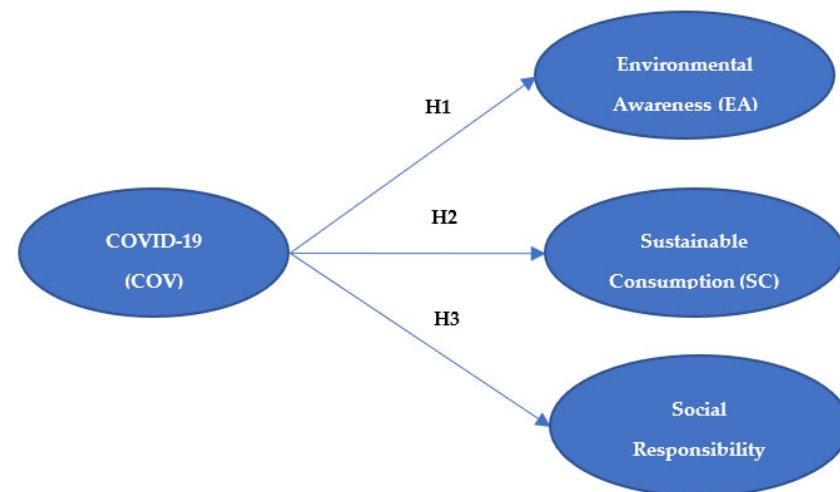 Environmental
Awareness (EA)
H1
COVID-19
(COV)
H2
Sustainable
Consumption (SC)
H3
Social
Responsibility